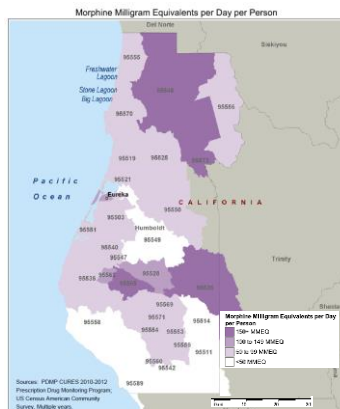 Morphine Milligram Equivalents per Day per Person
Del Norte
Siskiyou
95555
Freshwater
Lagoon
Stone Lagoon
Big Lagoon
95570
95556
95519
95528
95521
Eureka
Pacific
Ocean
CALIFORNIA
95503
95550
Humboldt
95549
95551
95540
95547
95536
95562
95526
Trinity
95569
95558
95571
95514
95554
95553
95589
95511
95560
95542
95589
Shasta
Morphine Milligram Equivalents per Day
per Person
150+ MMEQ
100 to 149 MMEQ
50 to 99 MMEQ
<50 MMEQ
Sources: PDMP CURES 2010-2012
Prescription Drug Monitoring Program;
US Census American Community
Survey, Multiple years.